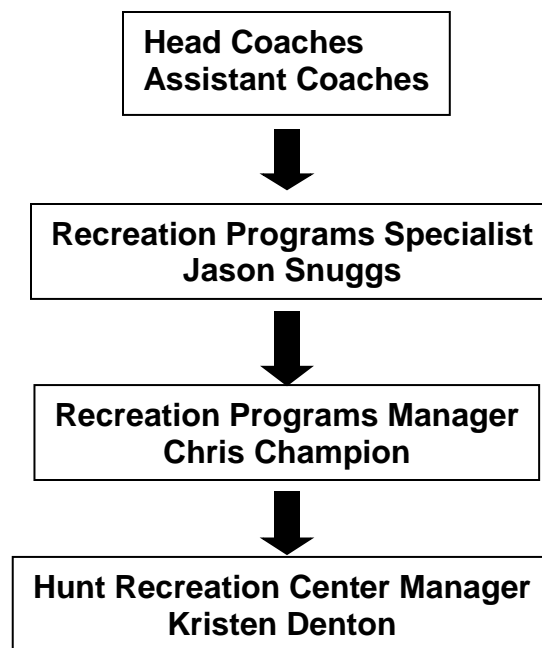 Head Coaches
Assistant Coaches
Recreation Programs Specialist
Jason Snuggs
Recreation Programs Manager
Chris Champion
Hunt Recreation Center Manager
Kristen Denton